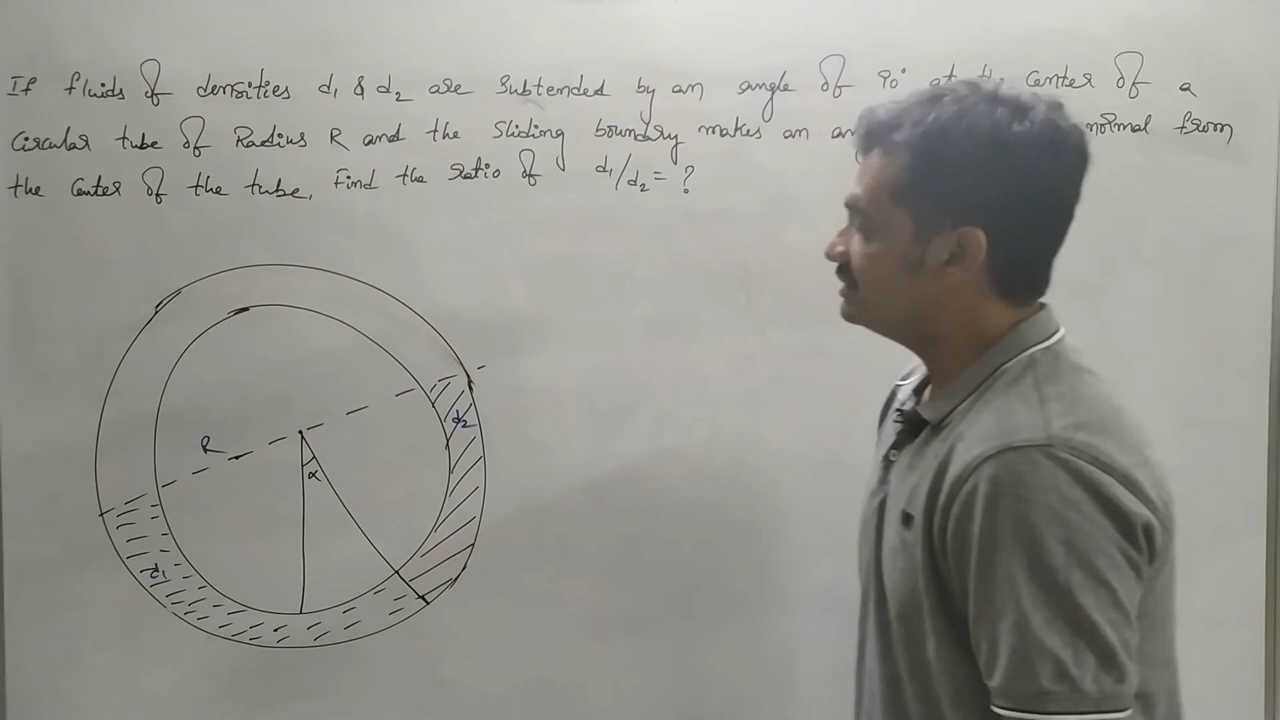 If fluids of densities d₁ & d₂ are subtended by an angle of 90° at center of a
circular tube of Radius R and the sliding boundary makes an normal from
the center of the tube, Find the ratio of d₁/d₂ = ?
d₂
R
α
d₁